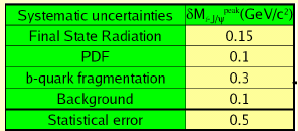 Systematic uncertainties δMℓJ/ψ^peak(GeV/c²)
Final State Radiation 0.15
PDF 0.1
b-quark fragmentation 0.3
Background 0.1
Statistical error 0.5